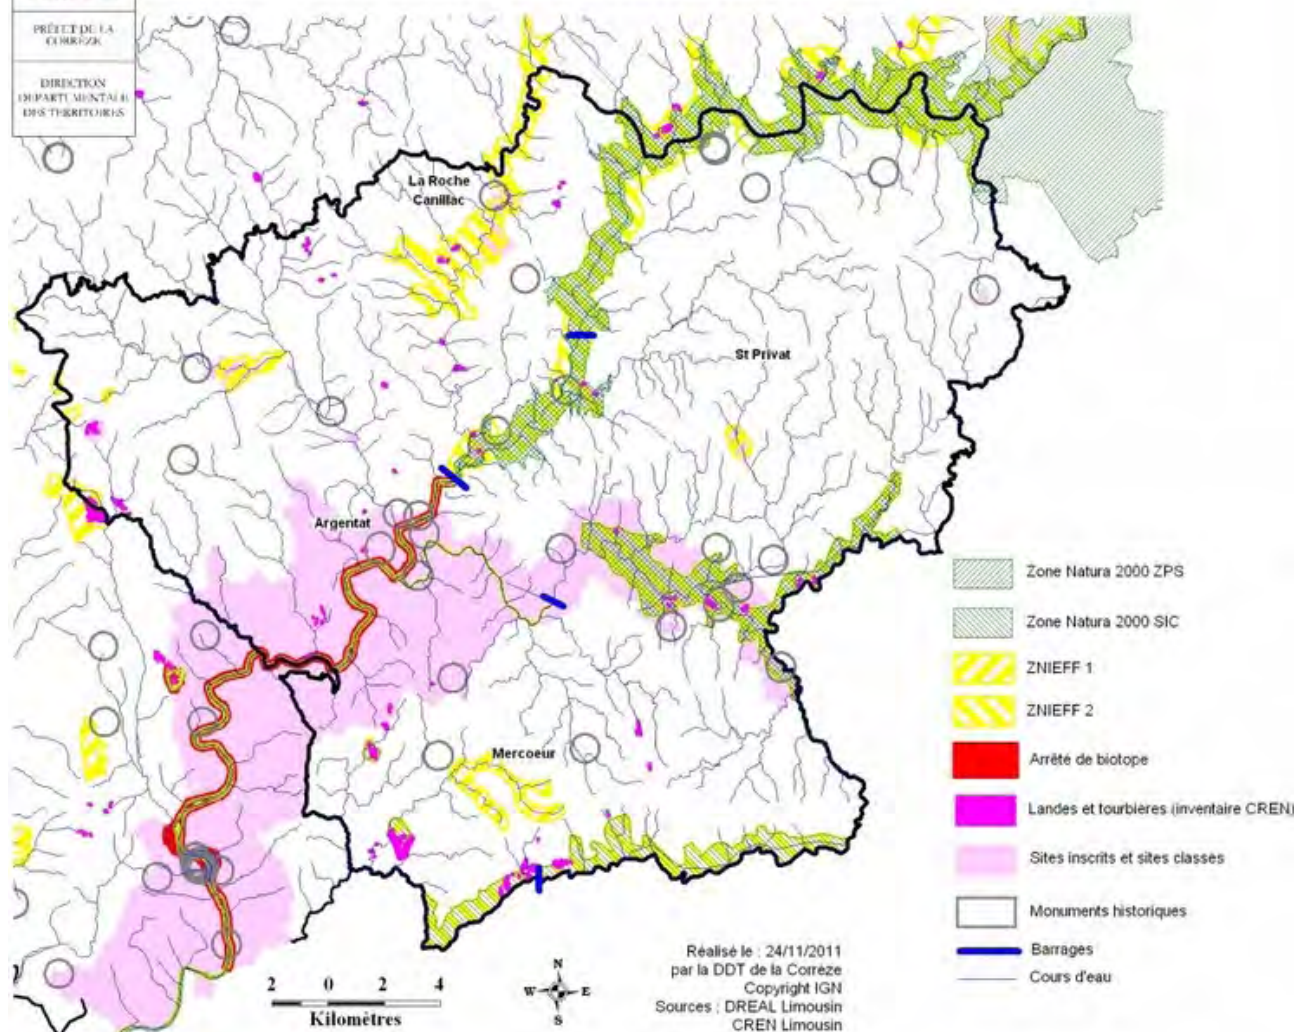 PRÉFET DE LA
CORRÈZE
DIRECTION
DÉPARTEMENTALE
DES TERRITOIRES
La Roche
Canillac
St Privat
Argentat
Mercoeur
Zone Natura 2000 ZPS
Zone Natura 2000 SIC
ZNIEFF 1
ZNIEFF 2
Arrêté de biotope
Landes et tourbières (inventaire CREN)
Sites inscrits et sites classes
Monuments historiques
Barrages
Cours d'eau
2 0 2 4
Kilomètres
N
W E
S
Réalisé le : 24/11/2011
par la DDT de la Corrèze
Copyright IGN
Sources : DREAL Limousin
CREN Limousin